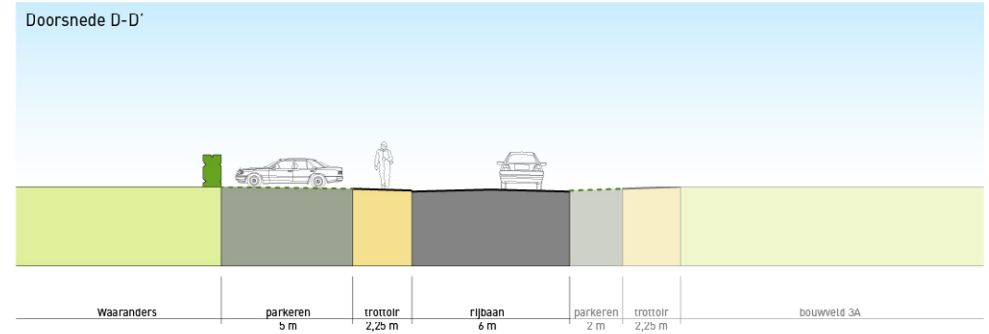 Doorsnede D-D'
Waaranders parkeren trottoir rijbaan parkeren trottoir bouwveld 3A
5 m 2,25 m 6 m 2 m 2,25 m